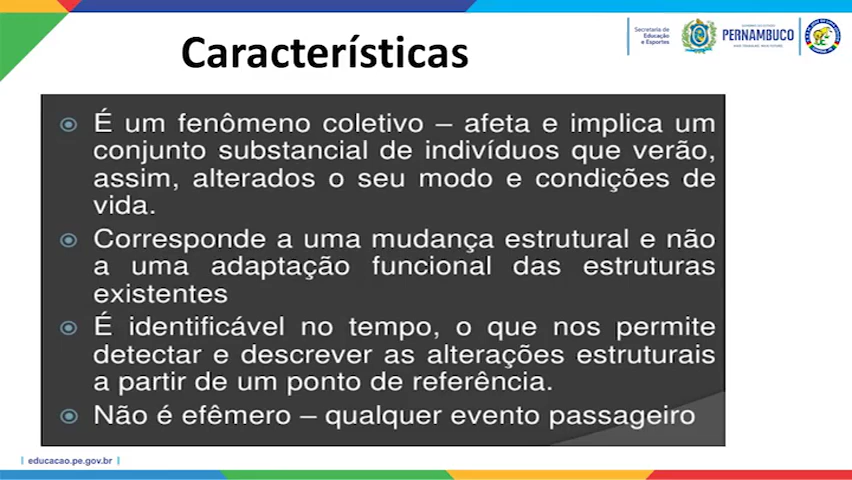 Características
Secretaria de
Educação
e Esportes
PERNAMBUCO
É um fenômeno coletivo – afeta e implica um
conjunto substancial de indivíduos que verão,
assim, alterados o seu modo e condições de
vida.
Corresponde a uma mudança estrutural e não
a uma adaptação funcional das estruturas
existentes
É identificável no tempo, o que nos permite
detectar e descrever as alterações estruturais
a partir de um ponto de referência.
Não é efêmero – qualquer evento passageiro
educacao.pe.gov.br